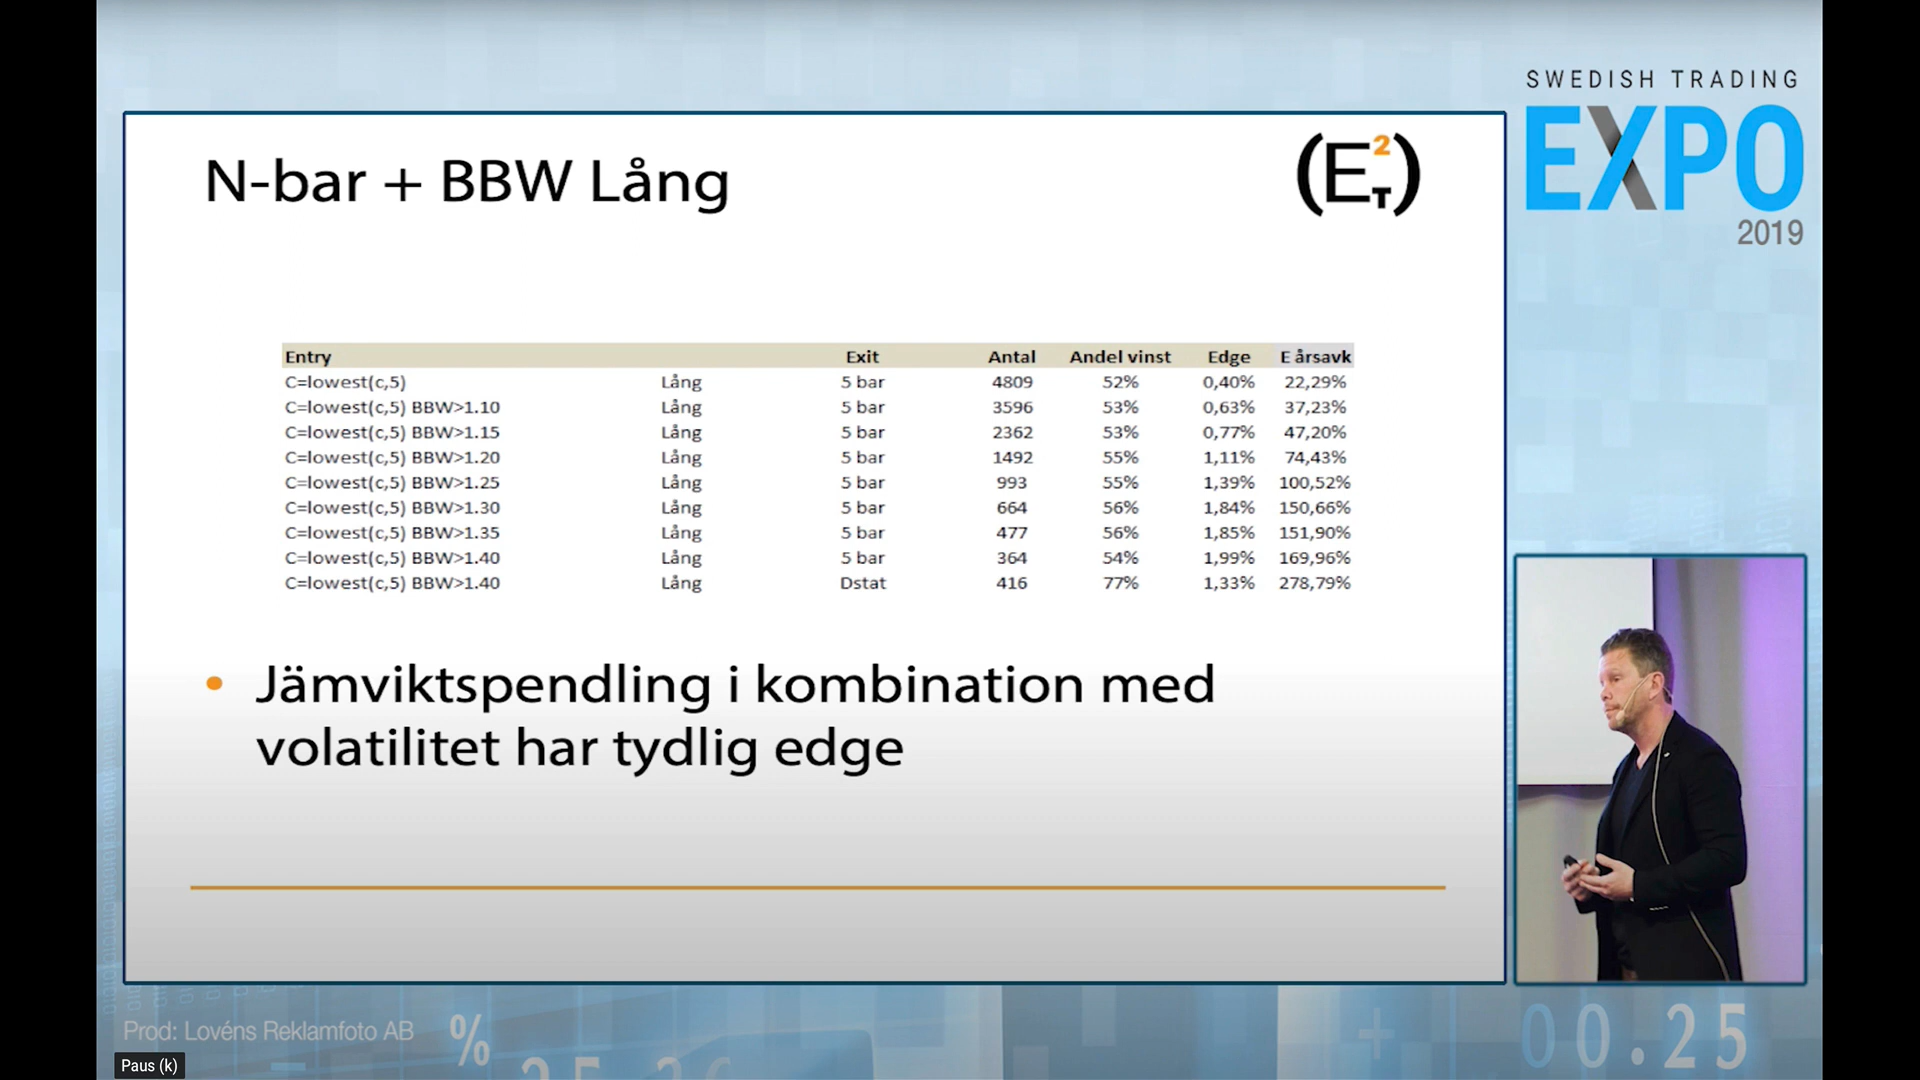 SWEDISH TRADING
EXPO
2019
N-bar + BBW Lång
(E²T)
Entry Exit Antal Andel vinst Edge E årsavk
C=lowest(c,5) Lång 5 bar 4809 52% 0,40% 22,29%
C=lowest(c,5) BBW>1.10 Lång 5 bar 3596 53% 0,63% 37,23%
C=lowest(c,5) BBW>1.15 Lång 5 bar 2362 53% 0,77% 47,20%
C=lowest(c,5) BBW>1.20 Lång 5 bar 1492 55% 1,11% 74,43%
C=lowest(c,5) BBW>1.25 Lång 5 bar 993 55% 1,39% 100,52%
C=lowest(c,5) BBW>1.30 Lång 5 bar 664 56% 1,84% 150,66%
C=lowest(c,5) BBW>1.35 Lång 5 bar 477 56% 1,85% 151,90%
C=lowest(c,5) BBW>1.40 Lång 5 bar 364 54% 1,99% 169,96%
C=lowest(c,5) BBW>1.40 Lång Dstat 416 77% 1,33% 278,79%
• Jämviktspendling i kombination med
volatilitet har tydlig edge
Prod: Lovéns Reklamfoto AB
%
+ 00.25
Paus (k)